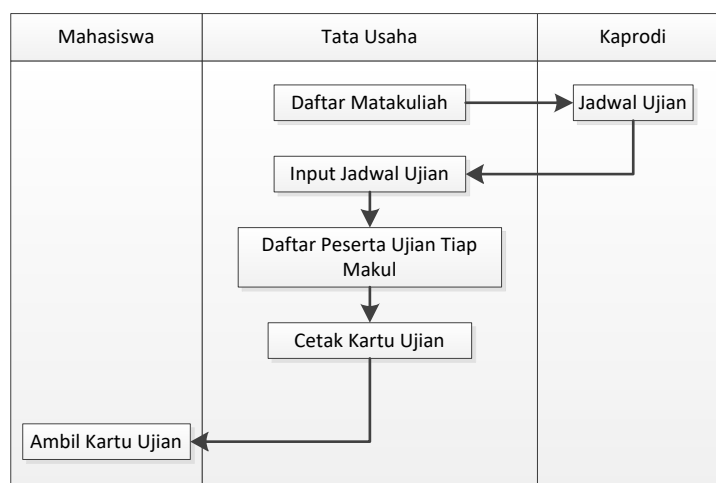 Mahasiswa
Tata Usaha
Kaprodi
Daftar Matakuliah
Jadwal Ujian
Input Jadwal Ujian
Daftar Peserta Ujian Tiap
Makul
Cetak Kartu Ujian
Ambil Kartu Ujian